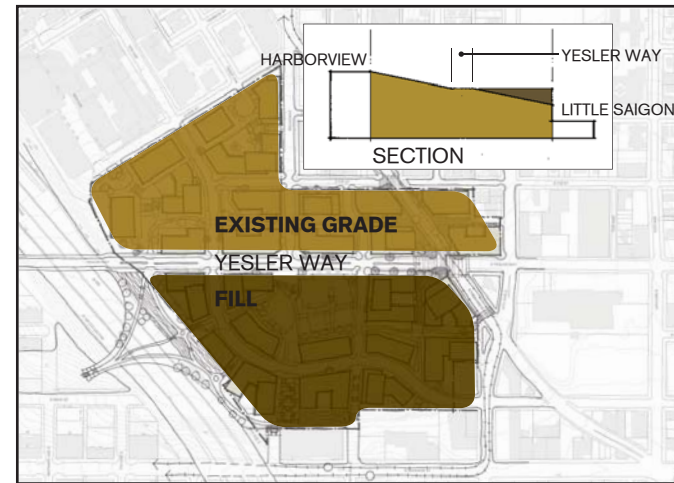 HARBORVIEW
YESLER WAY
LITTLE SAIGON
SECTION
EXISTING GRADE
YESLER WAY
FILL